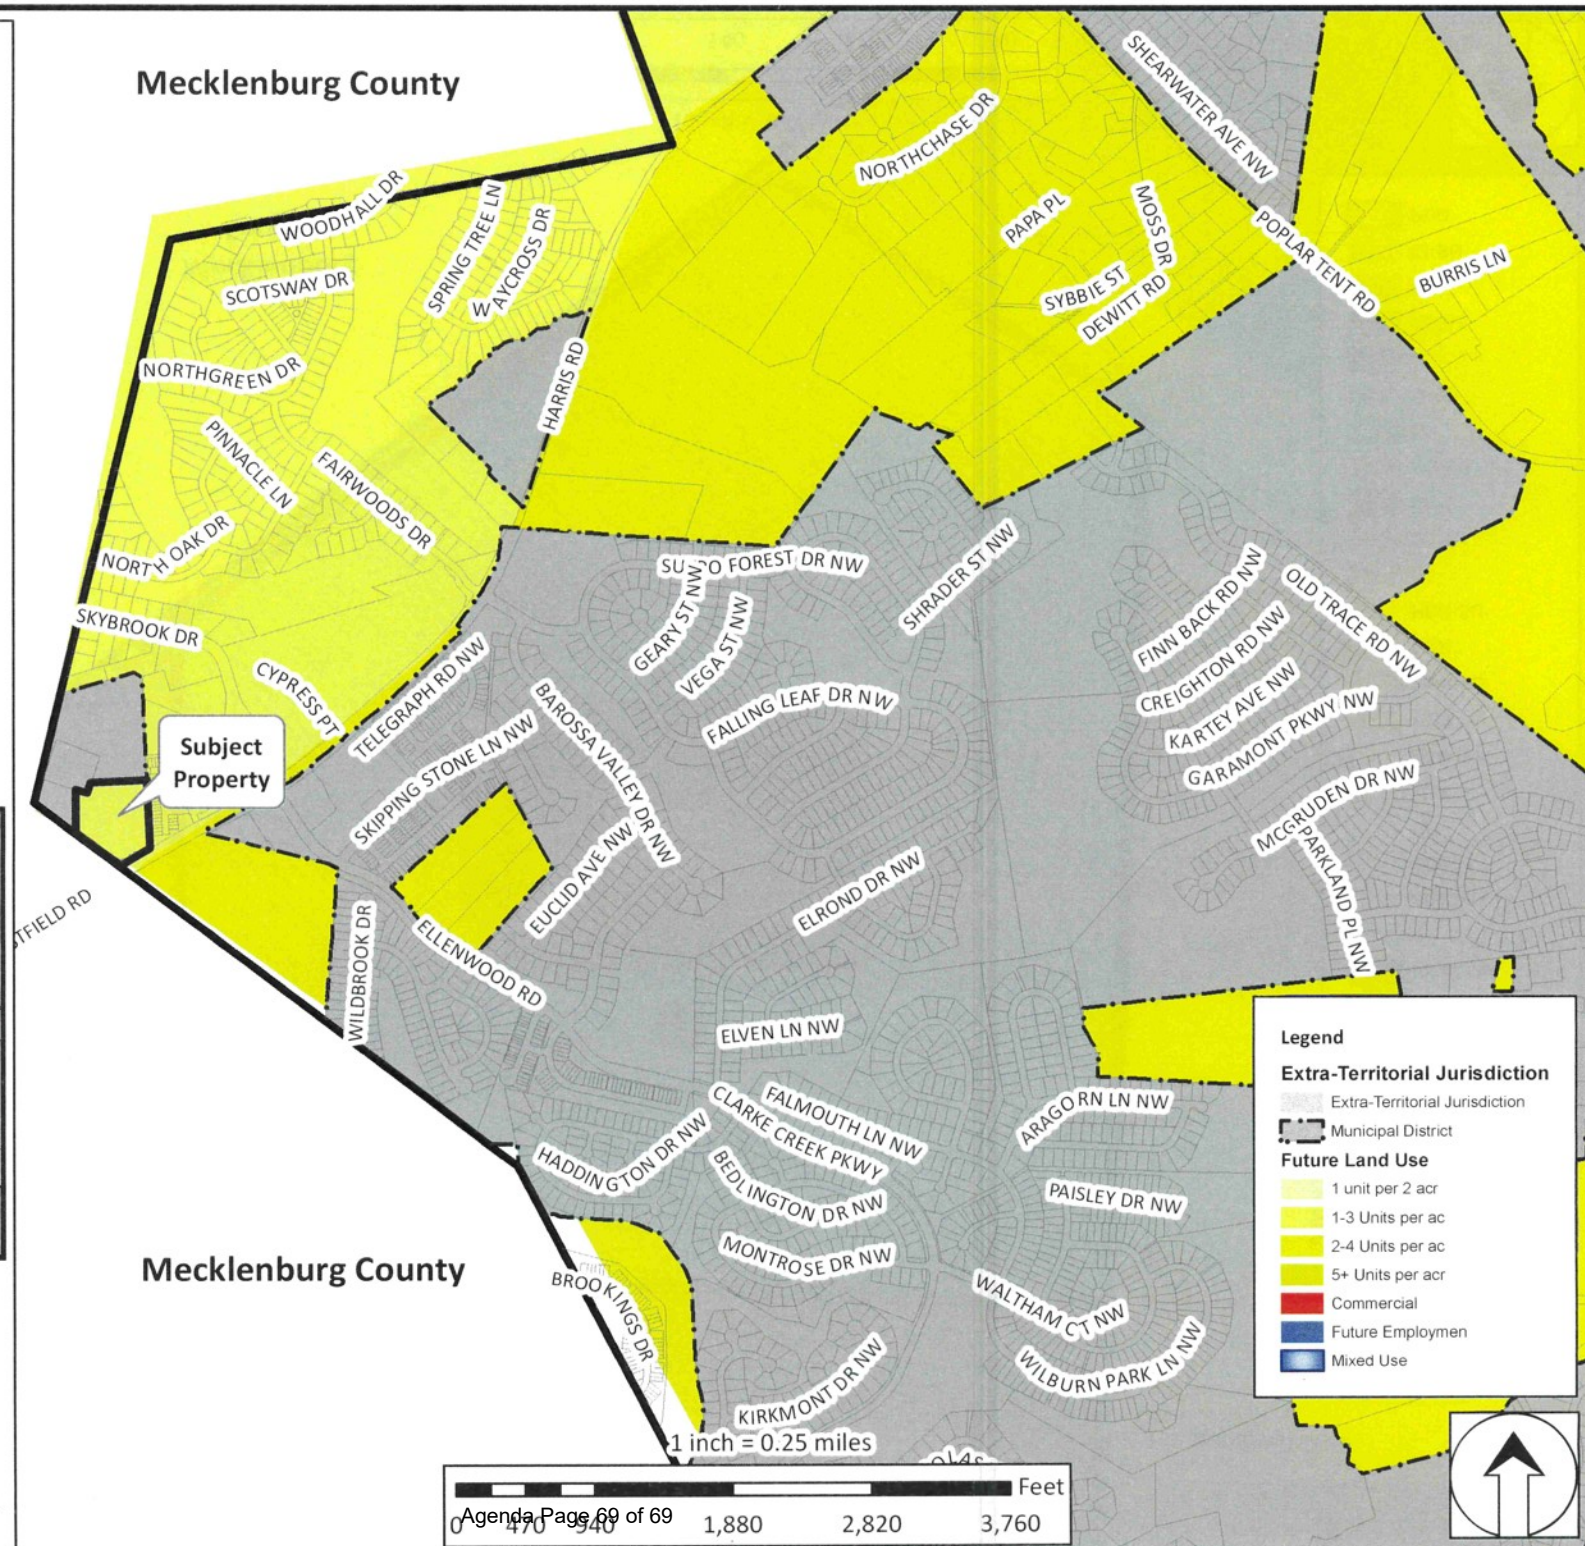 Mecklenburg County
SHEARWATER AVE NW
NORTHCHASE DR
WOODHALL DR
SPRING TREE LN
WAYCROSS DR
PAPA PL
MOSS DR
POPLAR TENT RD
BURRIS LN
SCOTSWAY DR
SYBBIE ST
DEWITT RD
NORTHGREEN DR
HARRIS RD
PINNACLE LN
FAIRWOODS DR
NORTH OAK DR
FOREST DR NW
SHRADER ST NW
FINN BACK RD NW
OLD TRACE RD NW
SKYBROOK DR
GEARY ST NW
VEGA ST NW
CREIGHTON RD NW
CYPRESS PT
TELEGRAPH RD NW
BAROSSA VALLEY DR NW
FALLING LEAF DR NW
KARTEY AVE NW
GARAMONT PKWY NW
Subject
Property
SKIPPING STONE LN NW
MCGRUDEN DR NW
PARKLAND PL NW
EUCLID AVE NW
ELROND DR NW
WILDBROOK DR
ELLENWOOD RD
ELVEN LN NW
CLARKE CREEK PKWY
FALMOUTH LN NW
ARAGORN LN NW
HADDINGTON DR NW
BEDLINGTON DR NW
PAISLEY DR NW
MONTROSE DR NW
Mecklenburg County
BROOKINGS DR
WALTHAM CT NW
WILBURN PARK LN NW
KIRKMONT DR NW
Legend
Extra-Territorial Jurisdiction
Extra-Territorial Jurisdiction
Municipal District
Future Land Use
1 unit per 2 acr
1-3 Units per ac
2-4 Units per ac
5+ Units per acr
Commercial
Future Employmen
Mixed Use
1 inch = 0.25 miles
Feet
Agenda Page 69 of 69
0 470 940 1,880 2,820 3,760